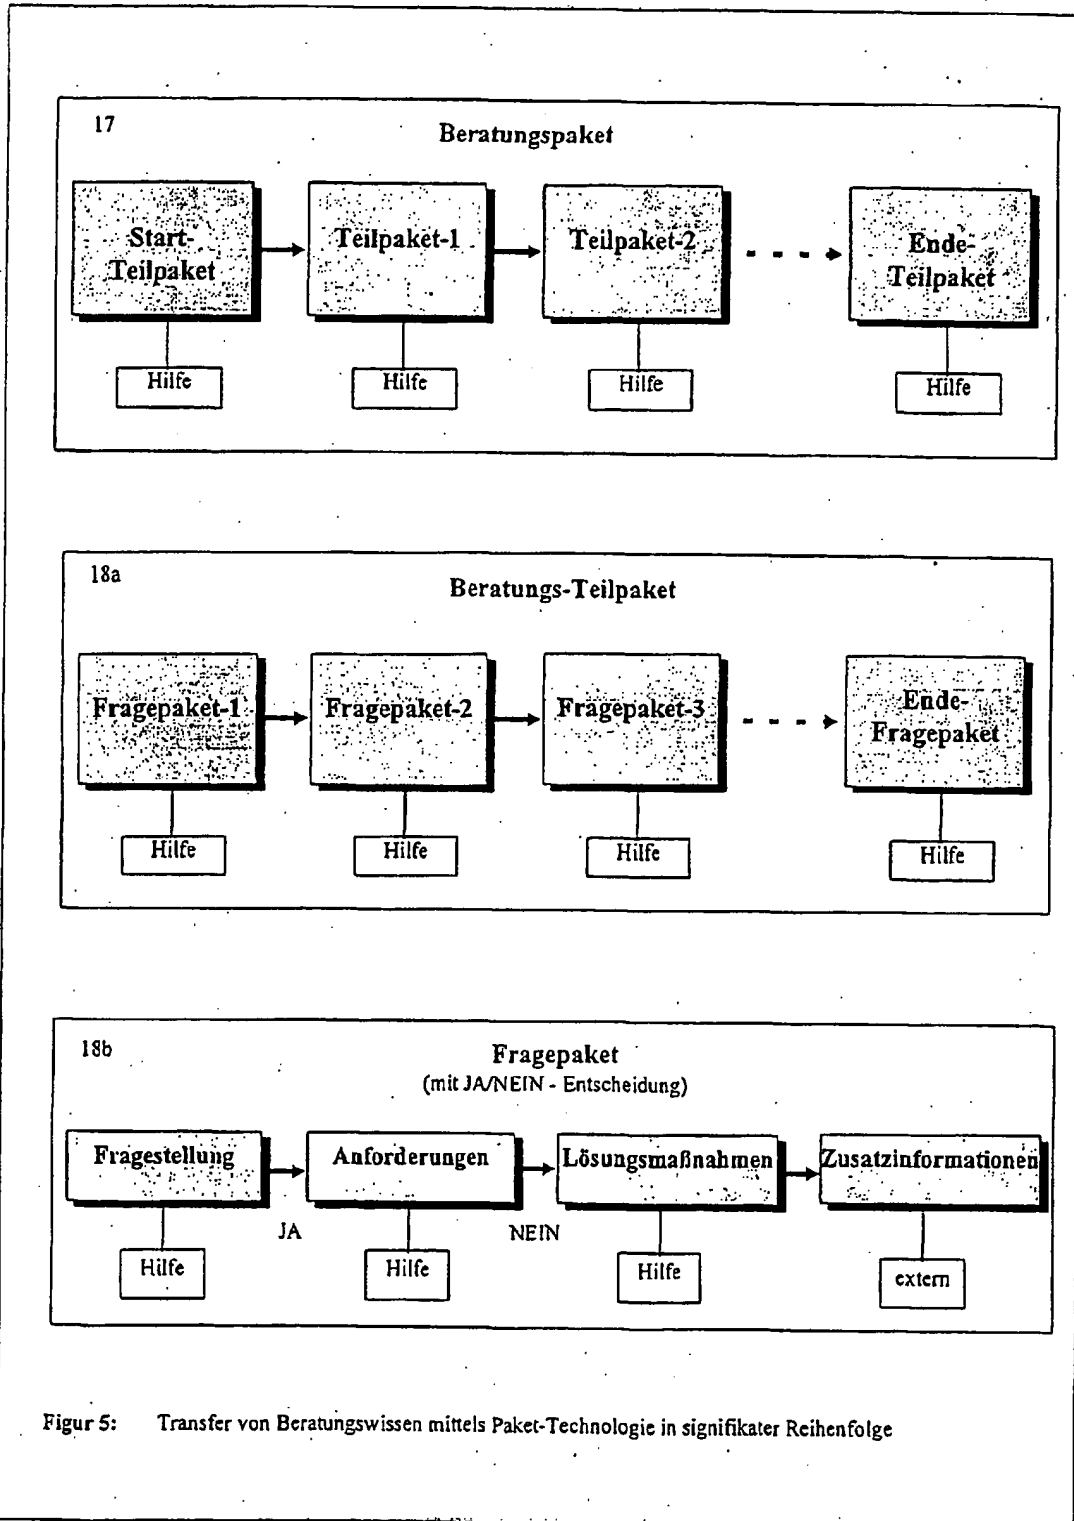 17
Beratungspaket
Start-
Teilpaket
Teilpaket-1
Teilpaket-2
Ende-
Teilpaket
Hilfe
Hilfe
Hilfe
Hilfe
18a
Beratungs-Teilpaket
Fragepaket-1
Fragepaket-2
Fragepaket-3
Ende-
Fragepaket
Hilfe
Hilfe
Hilfe
Hilfe
18b
Fragepaket
(mit JA/NEIN - Entscheidung)
Fragestellung
Anforderungen
Lösungsmaßnahmen
Zusatzinformationen
JA
NEIN
Hilfe
Hilfe
Hilfe
extern
Figur 5: Transfer von Beratungswissen mittels Paket-Technologie in signifikater Reihenfolge